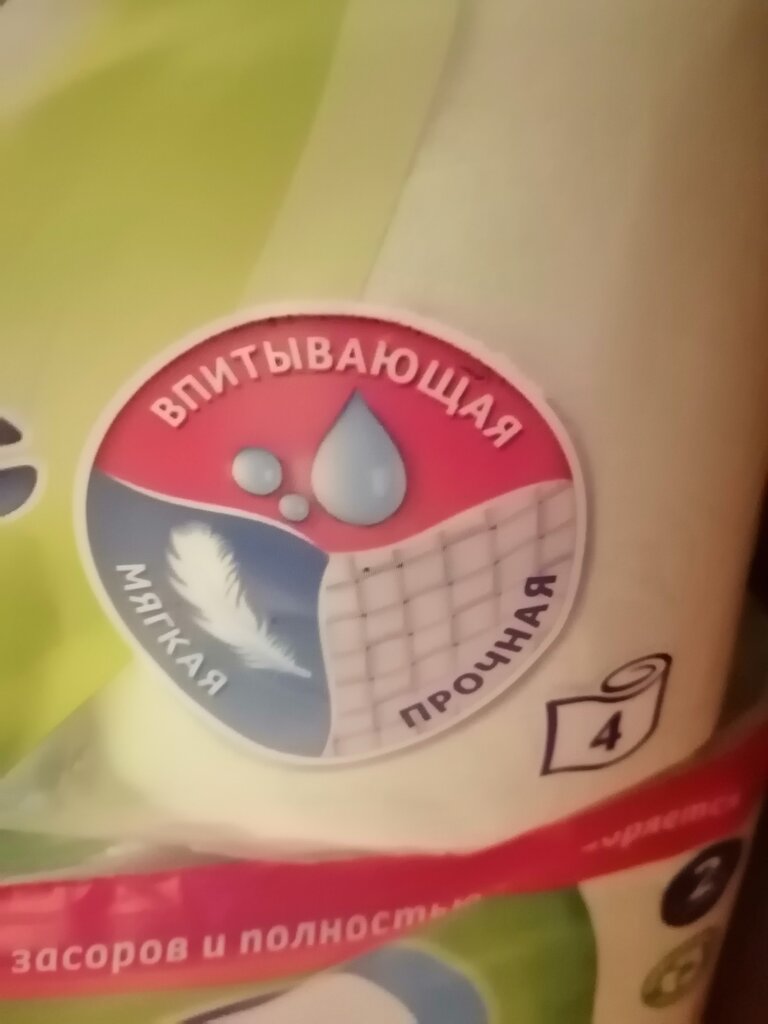 ВПИТЫВАЮЩАЯ
МЯГКАЯ
ПРОЧНАЯ
4
засоров и полностью
2